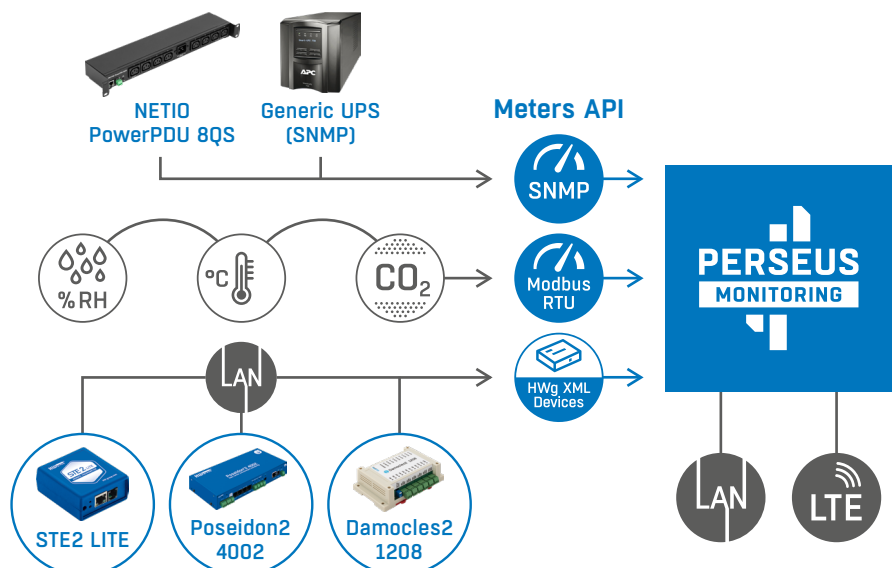 APC
NETIO
PowerPDU 8QS
Generic UPS
(SNMP)
Meters API
SNMP
%RH
°C
CO₂
Modbus
RTU
PERSEUS
MONITORING
LAN
HWg XML
Devices
STE2 LITE
Poseidon2
4002
Damocles2
1208
LAN
LTE